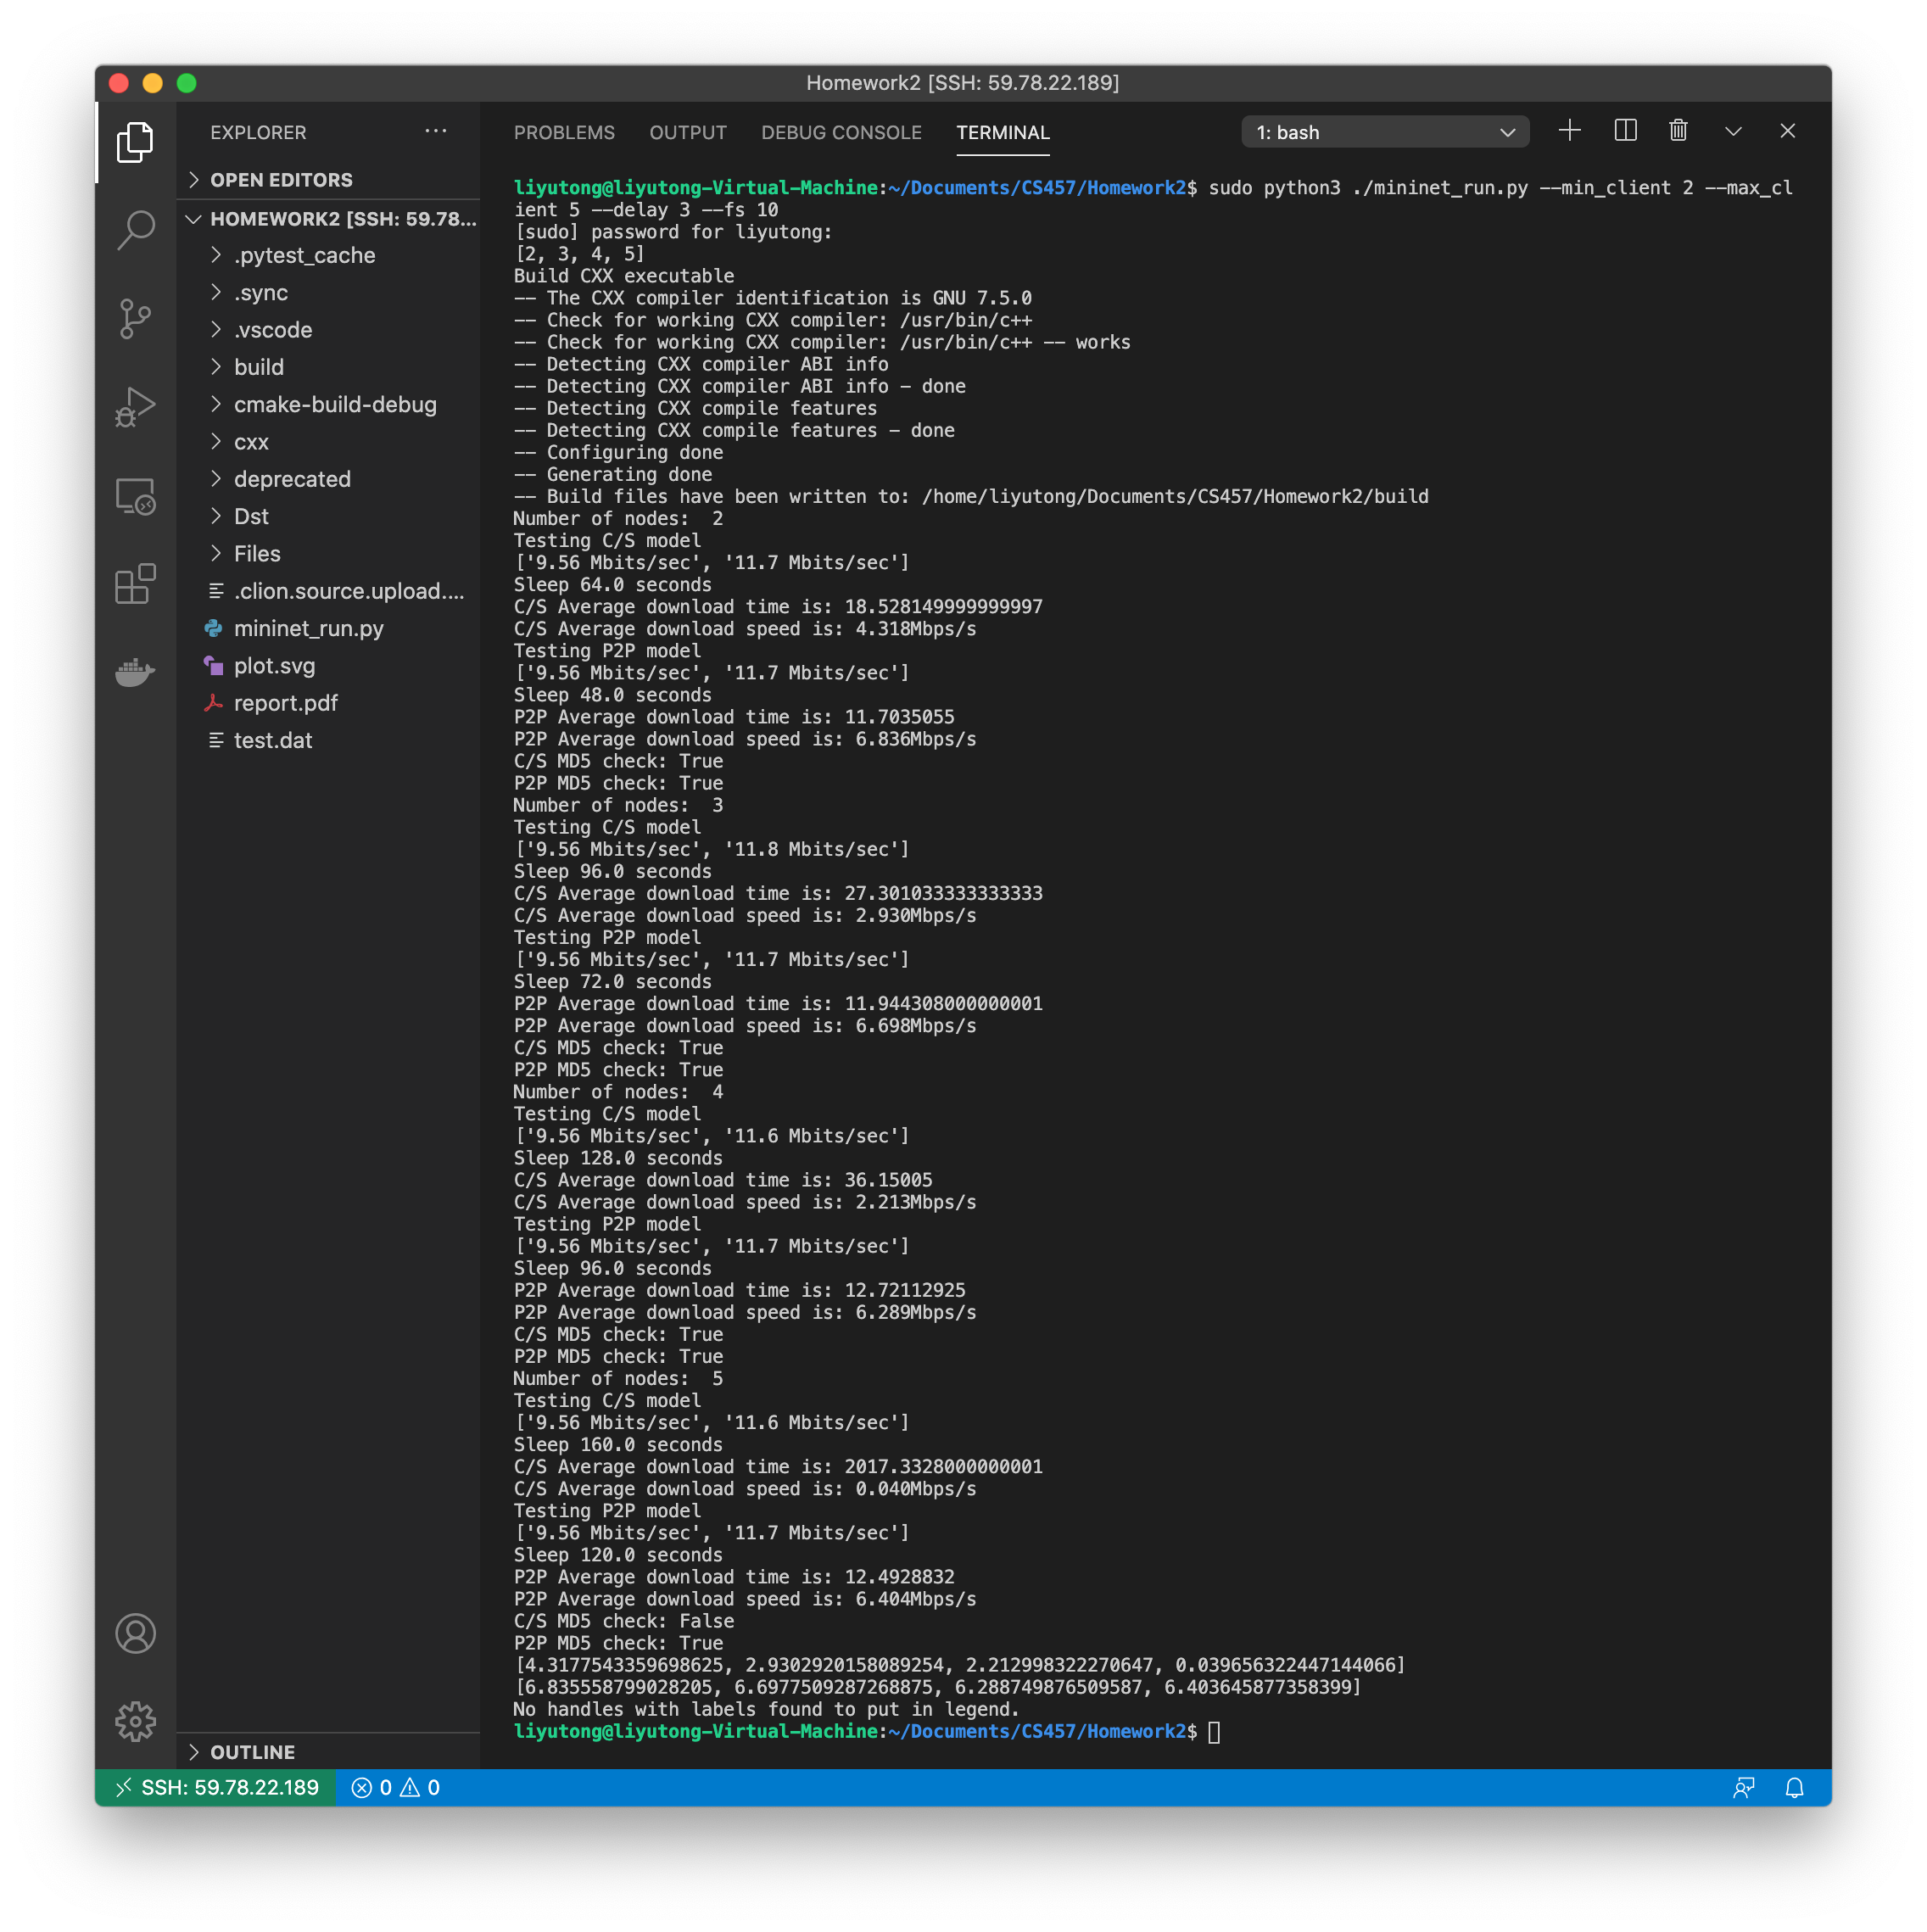 Homework2 [SSH: 59.78.22.189]
EXPLORER
OPEN EDITORS
HOMEWORK2 [SSH: 59.78...
.pytest_cache
.sync
.vscode
build
cmake-build-debug
cxx
deprecated
Dst
Files
.clion.source.upload....
mininet_run.py
plot.svg
report.pdf
test.dat
OUTLINE
PROBLEMS OUTPUT DEBUG CONSOLE TERMINAL
1: bash
liyutong@liyutong-Virtual-Machine:~/Documents/CS457/Homework2$ sudo python3 ./mininet_run.py --min_client 2 --max_cl
ient 5 --delay 3 --fs 10
[sudo] password for liyutong:
[2, 3, 4, 5]
Build CXX executable
-- The CXX compiler identification is GNU 7.5.0
-- Check for working CXX compiler: /usr/bin/c++
-- Check for working CXX compiler: /usr/bin/c++ -- works
-- Detecting CXX compiler ABI info
-- Detecting CXX compiler ABI info - done
-- Detecting CXX compile features
-- Detecting CXX compile features - done
-- Configuring done
-- Generating done
-- Build files have been written to: /home/liyutong/Documents/CS457/Homework2/build
Number of nodes:  2
Testing C/S model
['9.56 Mbits/sec', '11.7 Mbits/sec']
Sleep 64.0 seconds
C/S Average download time is: 18.528149999999997
C/S Average download speed is: 4.318Mbps/s
Testing P2P model
['9.56 Mbits/sec', '11.7 Mbits/sec']
Sleep 48.0 seconds
P2P Average download time is: 11.7035055
P2P Average download speed is: 6.836Mbps/s
C/S MD5 check: True
P2P MD5 check: True
Number of nodes:  3
Testing C/S model
['9.56 Mbits/sec', '11.8 Mbits/sec']
Sleep 96.0 seconds
C/S Average download time is: 27.301033333333333
C/S Average download speed is: 2.930Mbps/s
Testing P2P model
['9.56 Mbits/sec', '11.7 Mbits/sec']
Sleep 72.0 seconds
P2P Average download time is: 11.944308000000001
P2P Average download speed is: 6.698Mbps/s
C/S MD5 check: True
P2P MD5 check: True
Number of nodes:  4
Testing C/S model
['9.56 Mbits/sec', '11.6 Mbits/sec']
Sleep 128.0 seconds
C/S Average download time is: 36.15005
C/S Average download speed is: 2.213Mbps/s
Testing P2P model
['9.56 Mbits/sec', '11.7 Mbits/sec']
Sleep 96.0 seconds
P2P Average download time is: 12.72112925
P2P Average download speed is: 6.289Mbps/s
C/S MD5 check: True
P2P MD5 check: True
Number of nodes:  5
Testing C/S model
['9.56 Mbits/sec', '11.6 Mbits/sec']
Sleep 160.0 seconds
C/S Average download time is: 2017.3328000000001
C/S Average download speed is: 0.040Mbps/s
Testing P2P model
['9.56 Mbits/sec', '11.7 Mbits/sec']
Sleep 120.0 seconds
P2P Average download time is: 12.4928832
P2P Average download speed is: 6.404Mbps/s
C/S MD5 check: False
P2P MD5 check: True
[4.3177543359698625, 2.9302920158089254, 2.212998322270647, 0.039656322447144066]
[6.835558799028205, 6.6977509287268875, 6.288749876509587, 6.403645877358399]
No handles with labels found to put in legend.
liyutong@liyutong-Virtual-Machine:~/Documents/CS457/Homework2$
SSH: 59.78.22.189 0 0